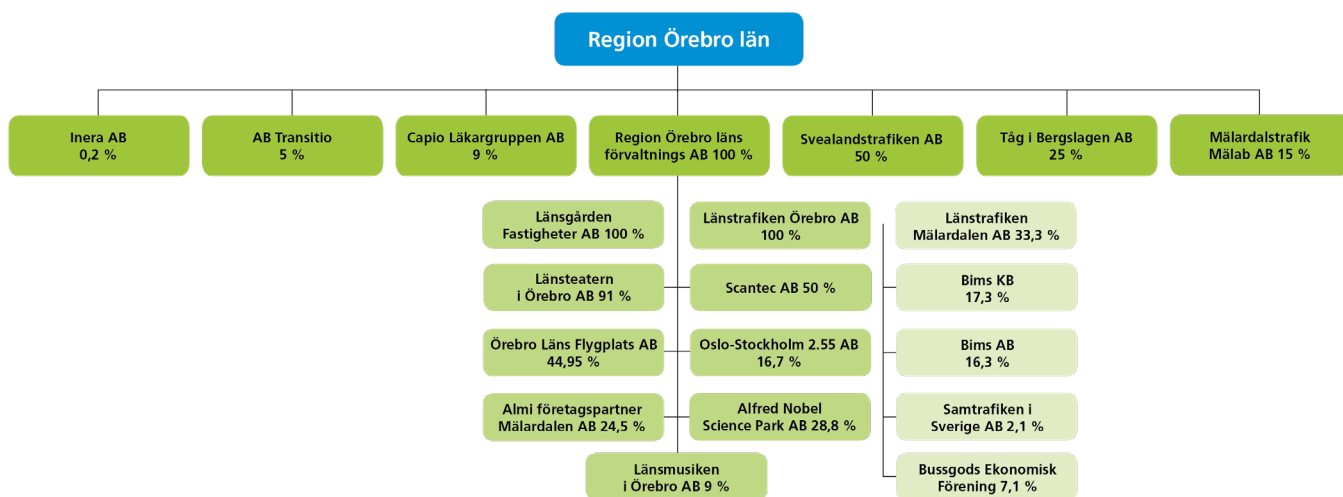 Region Örebro län
Inera AB
0,2 %
AB Transitio
5 %
Capio Läkargruppen AB
9 %
Region Örebro läns
förvaltnings AB 100 %
Svealandstrafiken AB
50 %
Tåg i Bergslagen AB
25 %
Mälardalstrafik
Mälab AB 15 %
Länsgården
Fastigheter AB 100 %
Länstrafiken Örebro AB
100 %
Länstrafiken
Mälardalen AB 33,3 %
Länsteatern
i Örebro AB 91 %
Scantec AB 50 %
Bims KB
17,3 %
Örebro Läns Flygplats AB
44,95 %
Oslo-Stockholm 2.55 AB
16,7 %
Bims AB
16,3 %
Almi företagspartner
Mälardalen AB 24,5 %
Alfred Nobel
Science Park AB 28,8 %
Samtrafiken i
Sverige AB 2,1 %
Länsmusiken
i Örebro AB 9 %
Bussgods Ekonomisk
Förening 7,1 %